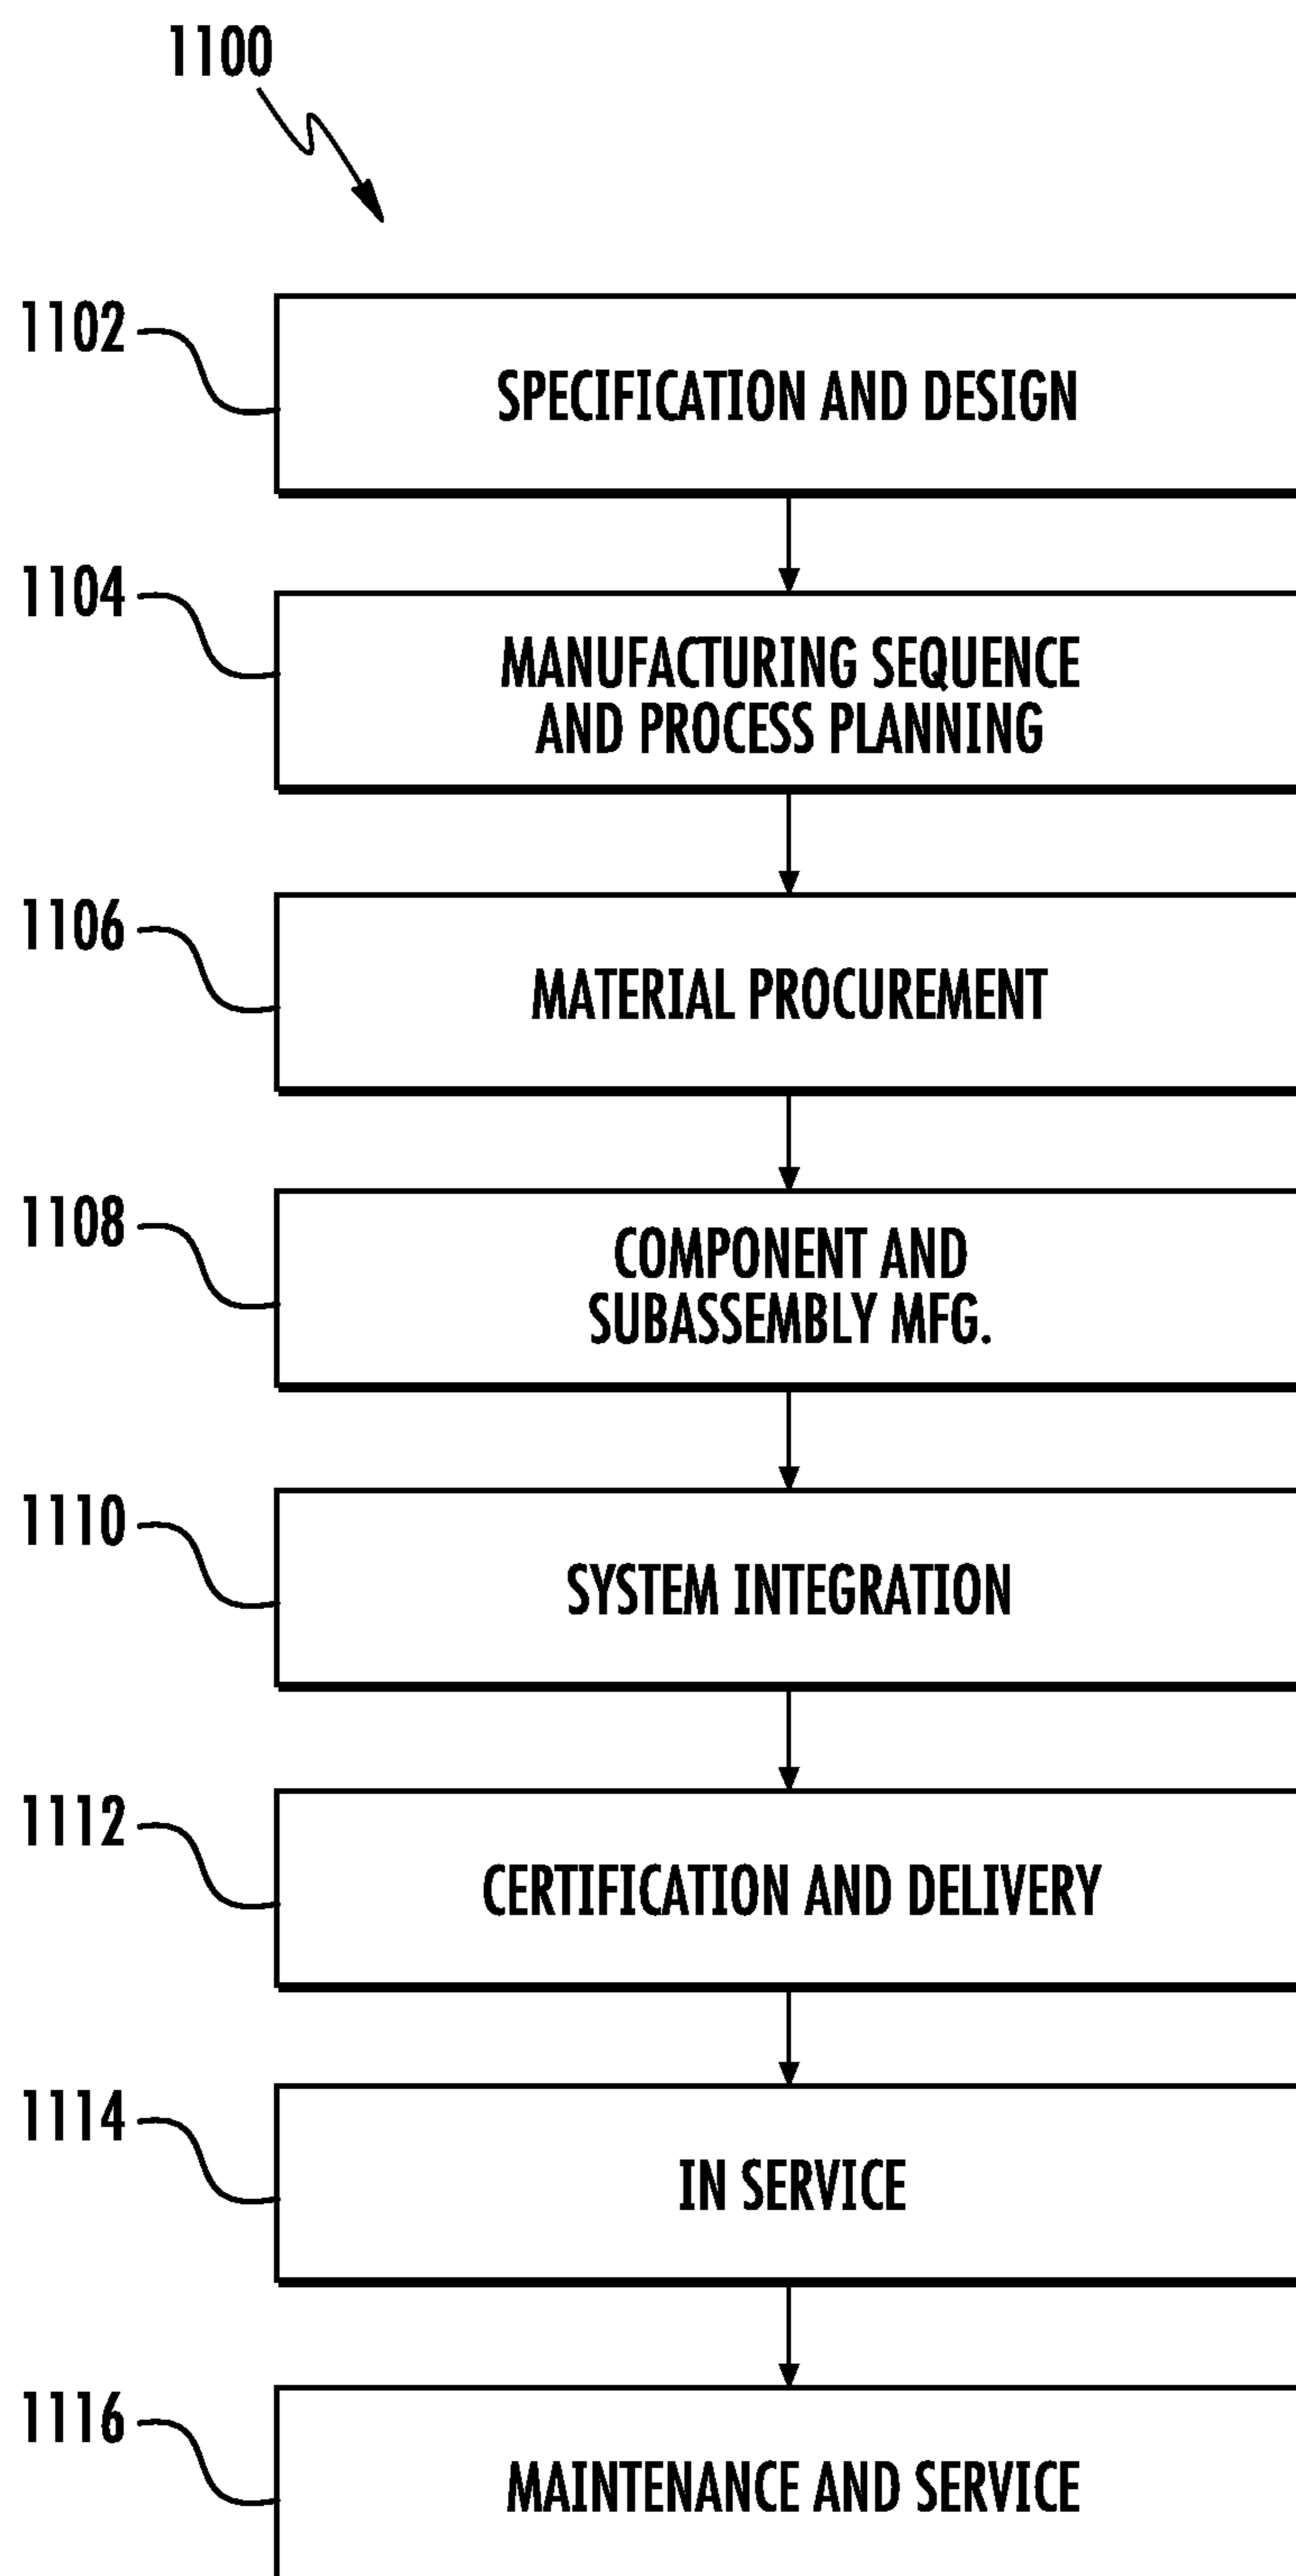 1100
1102
SPECIFICATION AND DESIGN
1104
MANUFACTURING SEQUENCE
AND PROCESS PLANNING
1106
MATERIAL PROCUREMENT
1108
COMPONENT AND
SUBASSEMBLY MFG.
1110
SYSTEM INTEGRATION
1112
CERTIFICATION AND DELIVERY
1114
IN SERVICE
1116
MAINTENANCE AND SERVICE